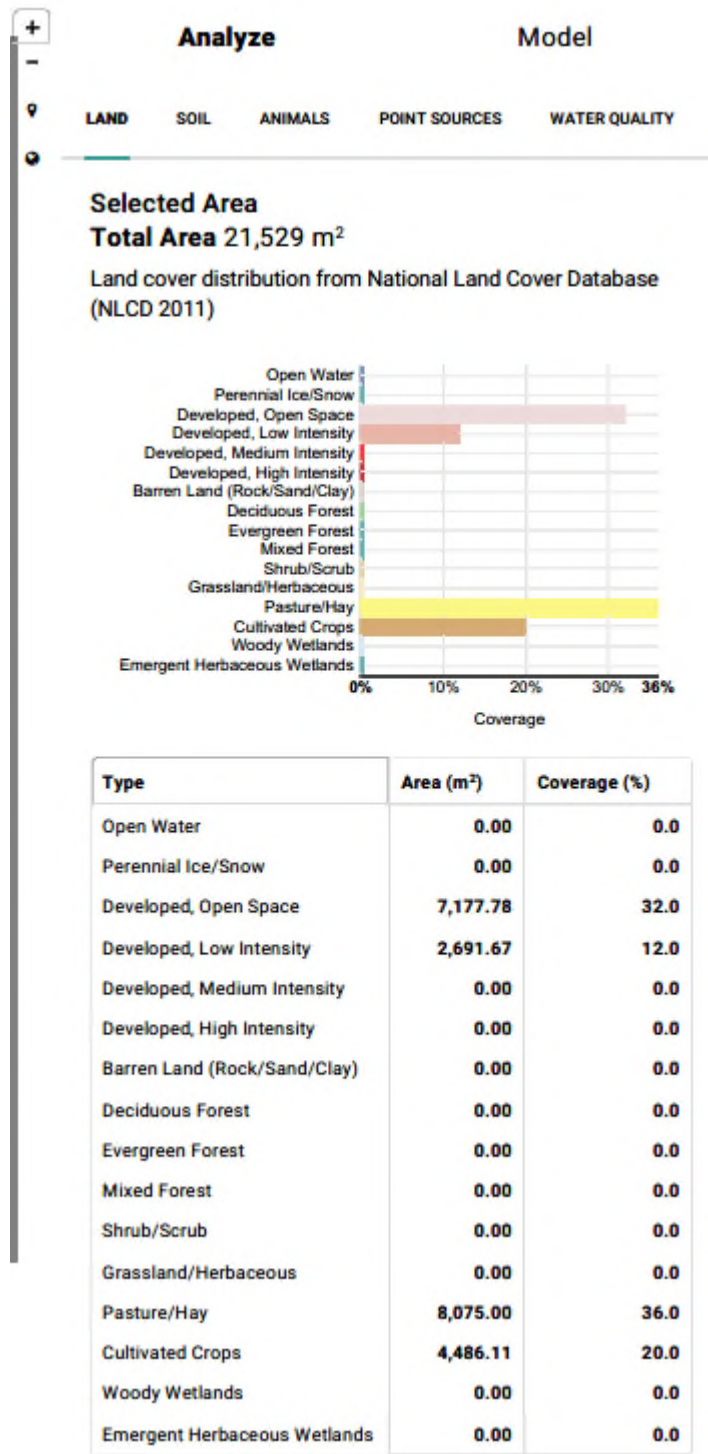 Analyze Model
LAND SOIL ANIMALS POINT SOURCES WATER QUALITY
Selected Area
Total Area 21,529 m²
Land cover distribution from National Land Cover Database
(NLCD 2011)
Open Water
Perennial Ice/Snow
Developed, Open Space
Developed, Low Intensity
Developed, Medium Intensity
Developed, High Intensity
Barren Land (Rock/Sand/Clay)
Deciduous Forest
Evergreen Forest
Mixed Forest
Shrub/Scrub
Grassland/Herbaceous
Pasture/Hay
Cultivated Crops
Woody Wetlands
Emergent Herbaceous Wetlands
0% 10% 20% 30% 36%
Coverage
Type Area (m²) Coverage (%)
Open Water 0.00 0.0
Perennial Ice/Snow 0.00 0.0
Developed, Open Space 7,177.78 32.0
Developed, Low Intensity 2,691.67 12.0
Developed, Medium Intensity 0.00 0.0
Developed, High Intensity 0.00 0.0
Barren Land (Rock/Sand/Clay) 0.00 0.0
Deciduous Forest 0.00 0.0
Evergreen Forest 0.00 0.0
Mixed Forest 0.00 0.0
Shrub/Scrub 0.00 0.0
Grassland/Herbaceous 0.00 0.0
Pasture/Hay 8,075.00 36.0
Cultivated Crops 4,486.11 20.0
Woody Wetlands 0.00 0.0
Emergent Herbaceous Wetlands 0.00 0.0